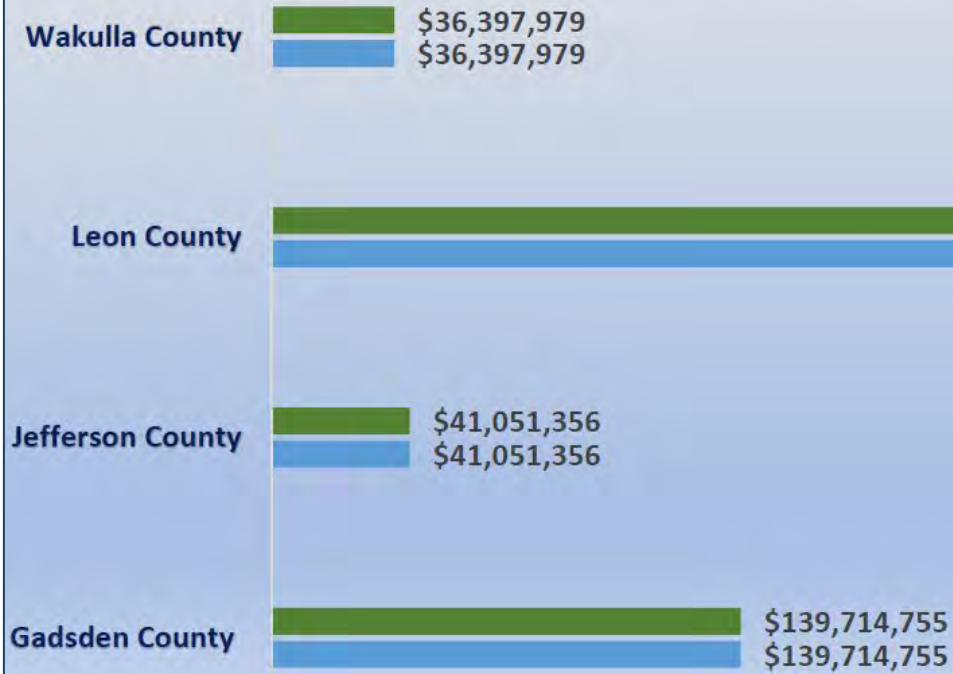 Wakulla County
$36,397,979
$36,397,979
Leon County
Jefferson County
$41,051,356
$41,051,356
Gadsden County
$139,714,755
$139,714,755